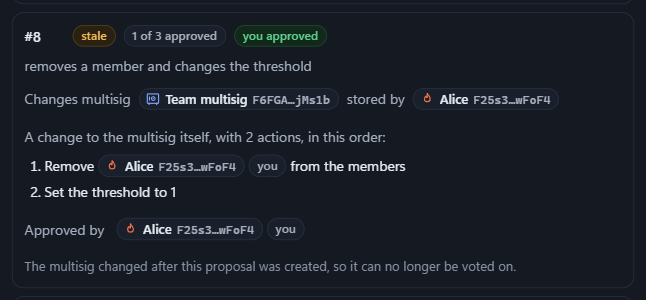 #8 stale 1 of 3 approved you approved
removes a member and changes the threshold
Changes multisig Team multisig F6FGA…jMs1b stored by Alice F25s3…wFoF4
A change to the multisig itself, with 2 actions, in this order:
1. Remove Alice F25s3…wFoF4 you from the members
2. Set the threshold to 1
Approved by Alice F25s3…wFoF4 you
The multisig changed after this proposal was created, so it can no longer be voted on.